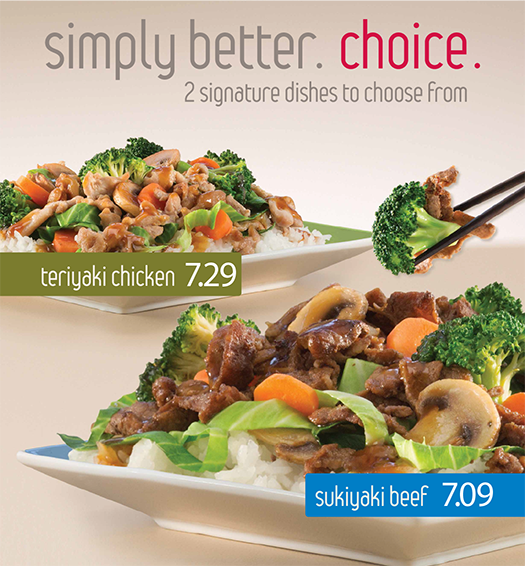 simply better. choice.
2 signature dishes to choose from
teriyaki chicken 7.29
sukiyaki beef 7.09